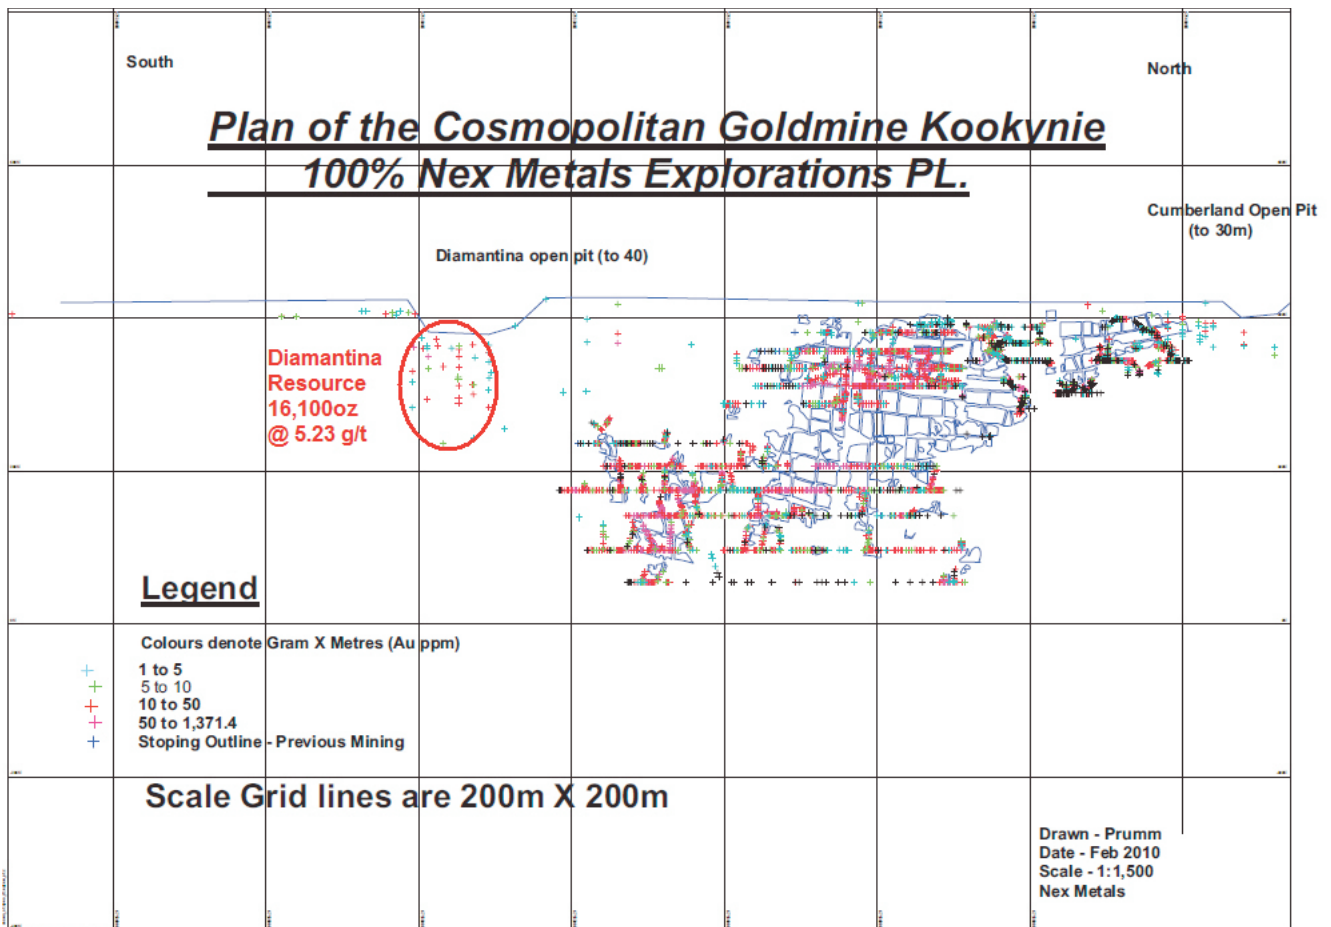 South
North
Plan of the Cosmopolitan Goldmine Kookynie
100% Nex Metals Explorations PL.
Cumberland Open Pit
(to 30m)
Diamantina open pit (to 40)
Diamantina
Resource
16,100oz
@ 5.23 g/t
Legend
Colours denote Gram X Metres (Au ppm)
1 to 5
5 to 10
10 to 50
50 to 1,371.4
Stoping Outline - Previous Mining
Scale Grid lines are 200m X 200m
Drawn - Prumm
Date - Feb 2010
Scale - 1:1,500
Nex Metals